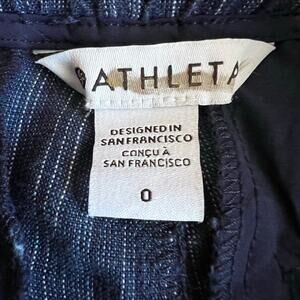 ATHLETA
DESIGNED IN
SAN FRANCISCO
CONÇU À
SAN FRANCISCO
0